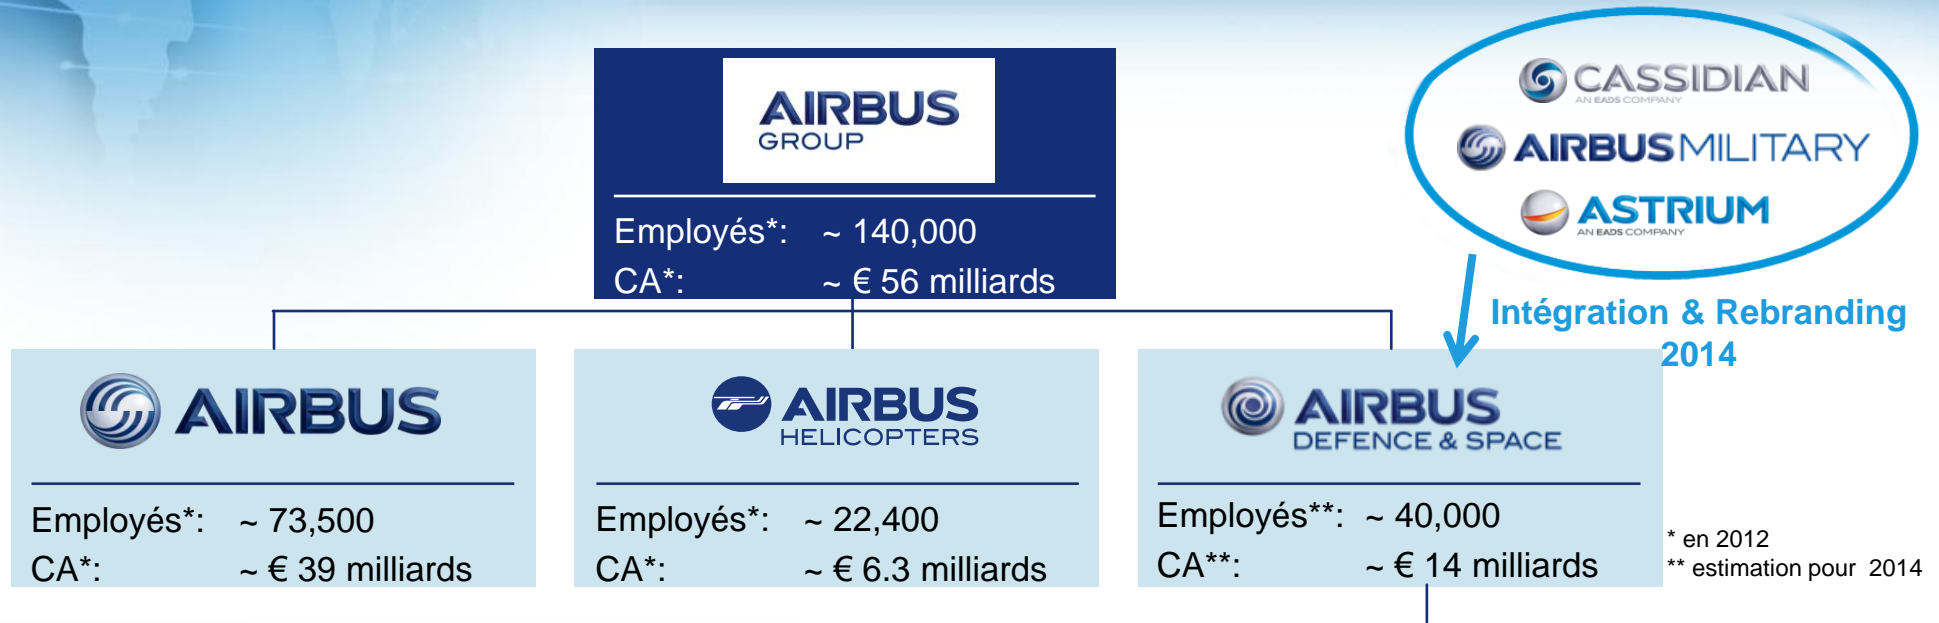 AIRBUS
GROUP
Employés*: ~ 140,000
CA*: ~ € 56 milliards
CASSIDIAN
AN EADS COMPANY
AIRBUS MILITARY
ASTRIUM
AN EADS COMPANY
Intégration & Rebranding
2014
AIRBUS
Employés*: ~ 73,500
CA*: ~ € 39 milliards
AIRBUS
HELICOPTERS
Employés*: ~ 22,400
CA*: ~ € 6.3 milliards
AIRBUS
DEFENCE & SPACE
Employés**: ~ 40,000
CA**: ~ € 14 milliards
* en 2012
** estimation pour 2014